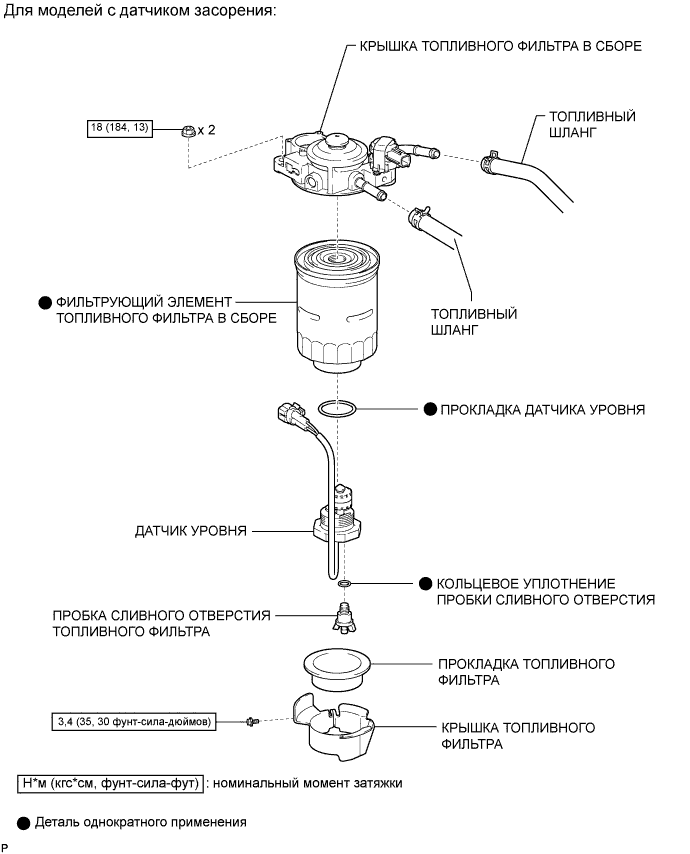 Для моделей с датчиком засорения:
КРЫШКА ТОПЛИВНОГО ФИЛЬТРА В СБОРЕ
18 (184, 13)
x 2
ТОПЛИВНЫЙ
ШЛАНГ
ФИЛЬТРУЮЩИЙ ЭЛЕМЕНТ
ТОПЛИВНОГО ФИЛЬТРА В СБОРЕ
ТОПЛИВНЫЙ
ШЛАНГ
ПРОКЛАДКА ДАТЧИКА УРОВНЯ
ДАТЧИК УРОВНЯ
КОЛЬЦЕВОЕ УПЛОТНЕНИЕ
ПРОБКИ СЛИВНОГО ОТВЕРСТИЯ
ПРОБКА СЛИВНОГО ОТВЕРСТИЯ
ТОПЛИВНОГО ФИЛЬТРА
ПРОКЛАДКА ТОПЛИВНОГО
ФИЛЬТРА
3,4 (35, 30 фунт-сила-дюймов)
КРЫШКА ТОПЛИВНОГО
ФИЛЬТРА
Н*м (кгс*см, фунт-сила-фут) : номинальный момент затяжки
Деталь однократного применения
P